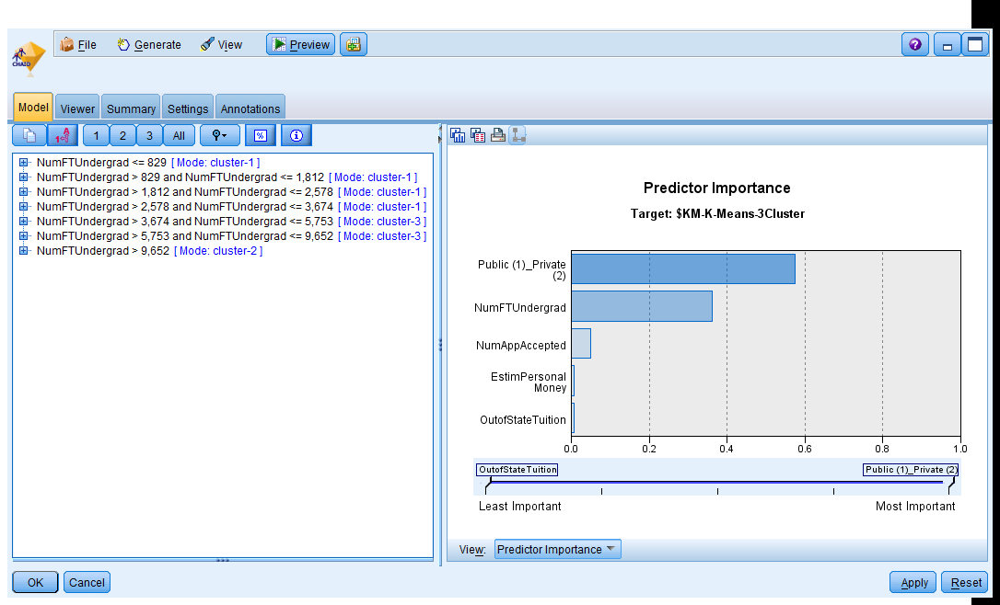 File Generate View Preview
CHAID
Model Viewer Summary Settings Annotations
1 2 3 All %
NumFTUndergrad <= 829 [ Mode: cluster-1 ]
NumFTUndergrad > 829 and NumFTUndergrad <= 1,812 [ Mode: cluster-1 ]
NumFTUndergrad > 1,812 and NumFTUndergrad <= 2,578 [ Mode: cluster-1 ]
NumFTUndergrad > 2,578 and NumFTUndergrad <= 3,674 [ Mode: cluster-1 ]
NumFTUndergrad > 3,674 and NumFTUndergrad <= 5,753 [ Mode: cluster-3 ]
NumFTUndergrad > 5,753 and NumFTUndergrad <= 9,652 [ Mode: cluster-3 ]
NumFTUndergrad > 9,652 [ Mode: cluster-2 ]
Predictor Importance
Target: $KM-K-Means-3Cluster
Public (1)_Private
(2)
NumFTUndergrad
NumAppAccepted
EstimPersonal
Money
OutofStateTuition
0.0 0.2 0.4 0.6 0.8 1.0
OutofStateTuition Public (1)_Private (2)
Least Important Most Important
View: Predictor Importance
OK Cancel Apply Reset